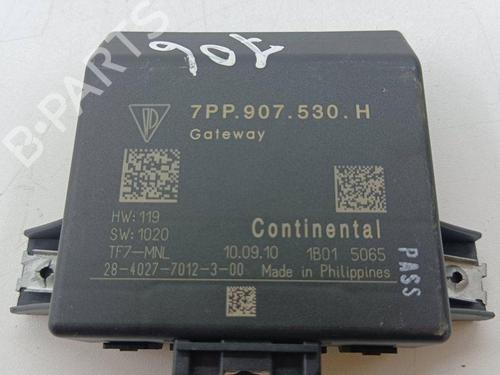 906
7PP.907.530.H
Gateway
HW:119
SW:1020
TF7-MNL
Continental
10.09.10 1B01 5065
28-4027-7012-3-00 Made in Philippines
PASS
B-PARTS